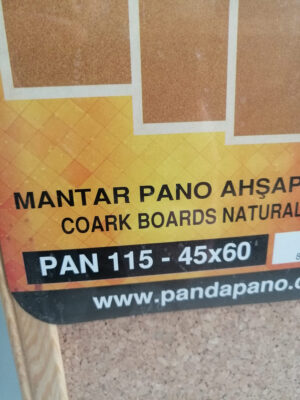 MANTAR PANO AHŞAP
COARK BOARDS NATURAL
PAN 115 - 45x60
www.pandapano.